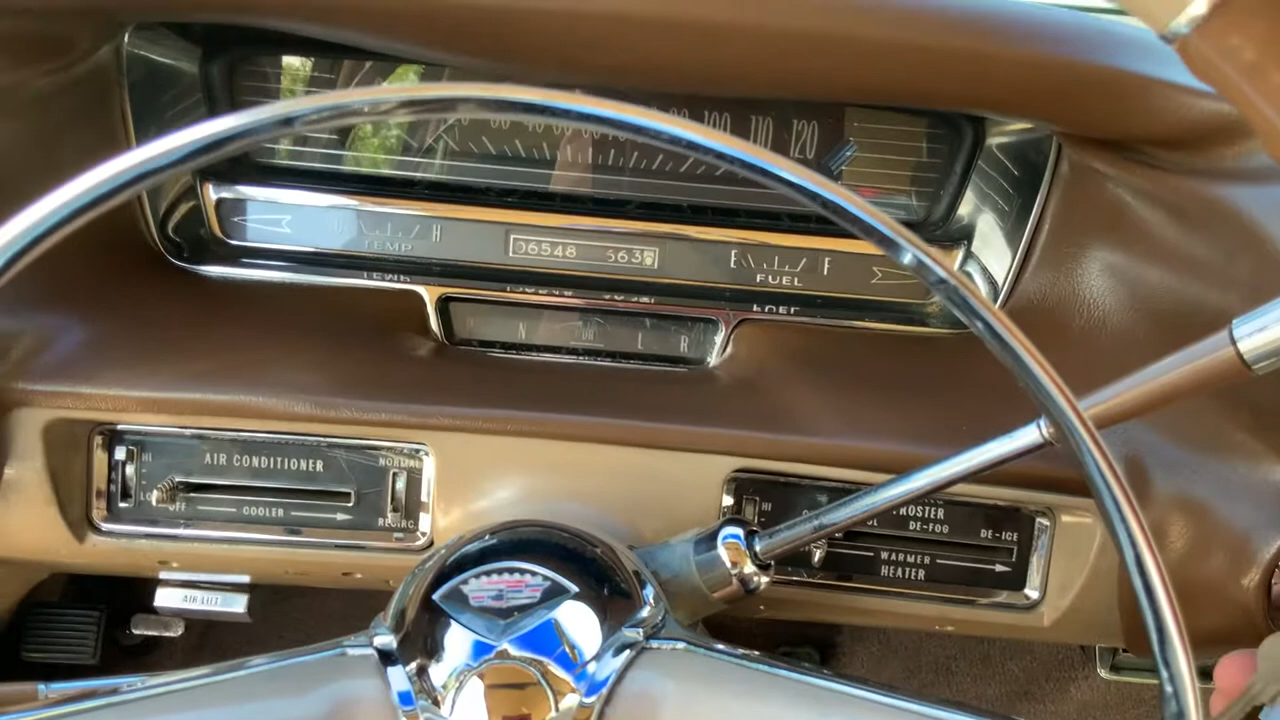 100 110 120
H
TEMP
06548 563
E F
FUEL
N DR L R
HI
AIR CONDITIONER
NORMAL
LO
OFF
COOLER
RECIRC.
HI
DE-FOG
DE-ICE
WARMER
HEATER
AIR LIFT